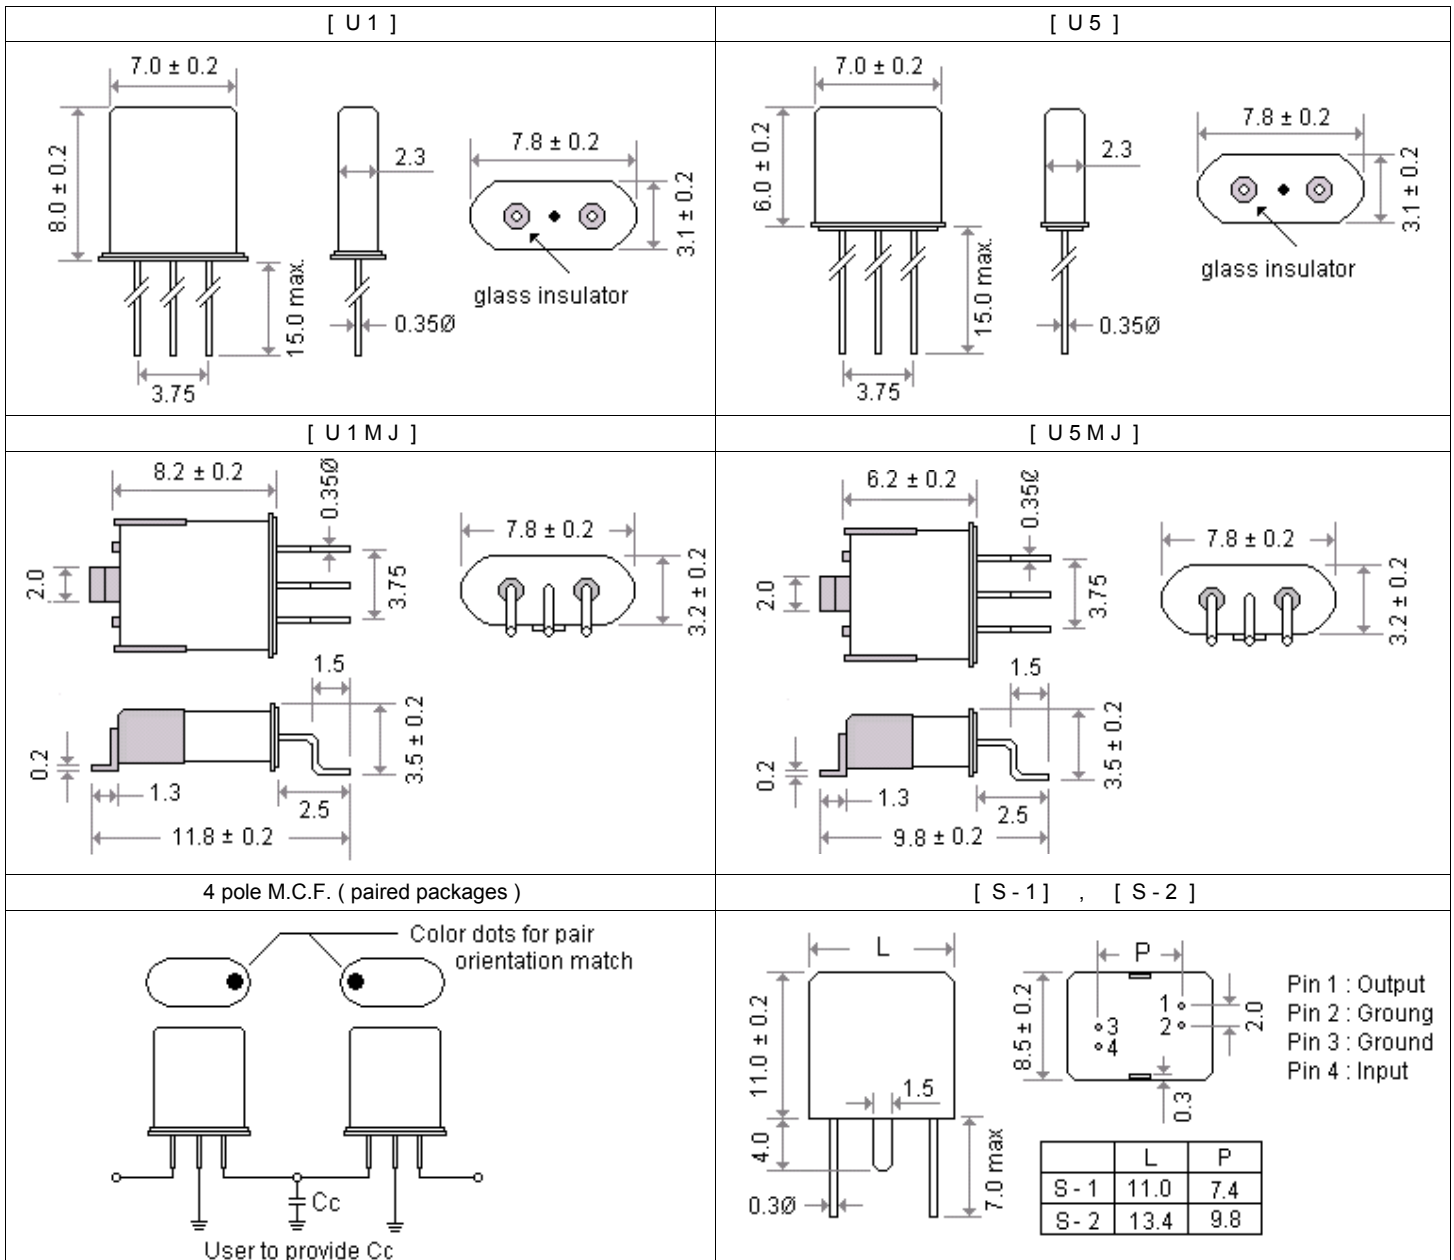 [ U 1 ]
7.0 ± 0.2
8.0 ± 0.2
2.3
7.8 ± 0.2
3.1 ± 0.2
glass insulator
15.0 max.
0.35Ø
3.75
[ U 5 ]
7.0 ± 0.2
6.0 ± 0.2
2.3
7.8 ± 0.2
3.1 ± 0.2
glass insulator
15.0 max.
0.35Ø
3.75
[ U 1 M J ]
8.2 ± 0.2
0.35Ø
2.0
3.75
7.8 ± 0.2
3.2 ± 0.2
1.5
3.5 ± 0.2
0.2
1.3
2.5
11.8 ± 0.2
[ U 5 M J ]
6.2 ± 0.2
0.35Ø
2.0
3.75
7.8 ± 0.2
3.2 ± 0.2
1.5
3.5 ± 0.2
0.2
1.3
2.5
9.8 ± 0.2
4 pole M.C.F. ( paired packages )
Color dots for pair
orientation match
Cc
User to provide Cc
[ S - 1 ] , [ S - 2 ]
L
11.0 ± 0.2
1.5
4.0
7.0 max
0.3Ø
P
8.5 ± 0.2
1
2
3
4
2.0
0.3
Pin 1 : Output
Pin 2 : Groung
Pin 3 : Ground
Pin 4 : Input
L P
S - 1 11.0 7.4
S - 2 13.4 9.8